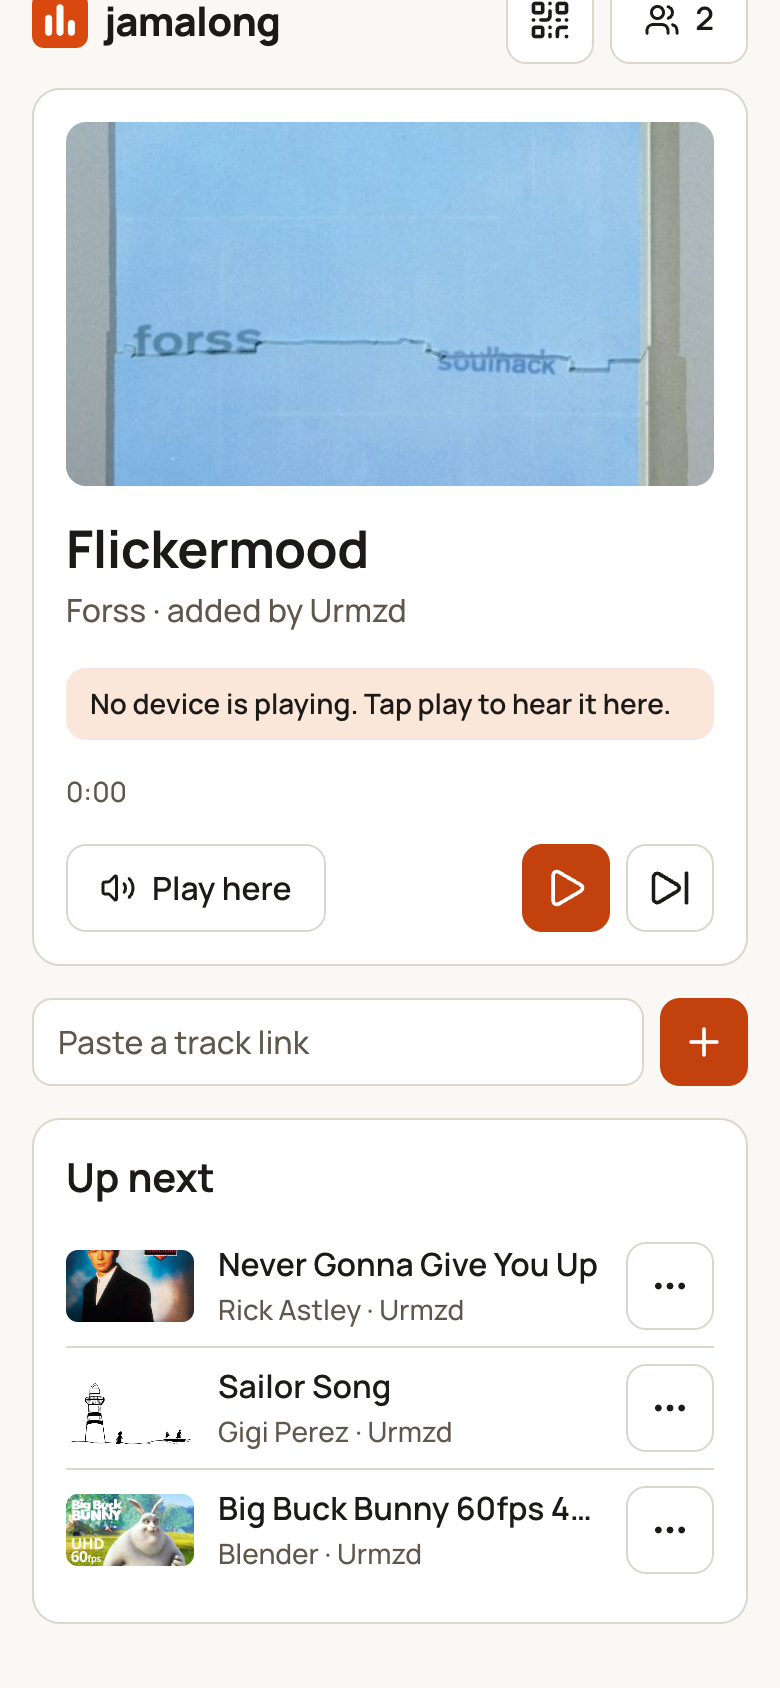 jamalong
2
forss
soulhack
Flickermood
Forss · added by Urmzd
No device is playing. Tap play to hear it here.
0:00
Play here
Paste a track link
Up next
Never Gonna Give You Up
Rick Astley · Urmzd
Sailor Song
Gigi Perez · Urmzd
Big Buck
BUNNY
UHD
60fps
Big Buck Bunny 60fps 4...
Blender · Urmzd